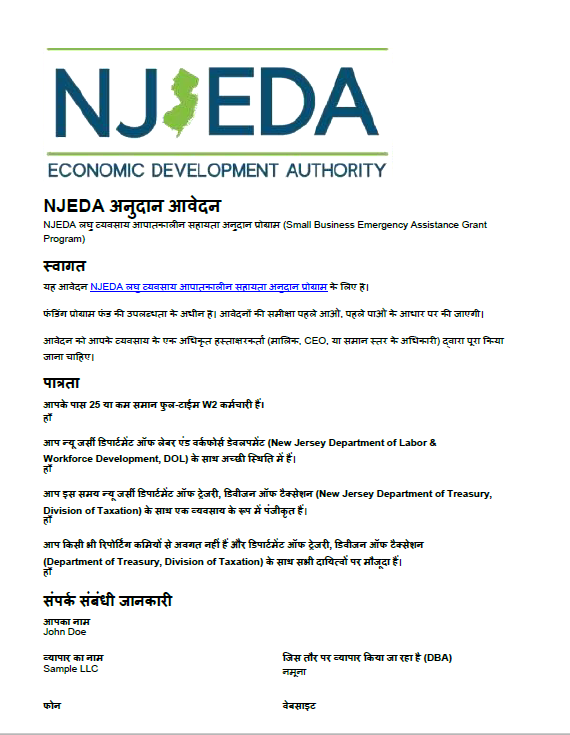 NJEDA
ECONOMIC DEVELOPMENT AUTHORITY
NJEDA अनुदान आवेदन
NJEDA लघु व्यवसाय आपातकालीन सहायता अनुदान प्रोग्राम (Small Business Emergency Assistance Grant
Program)
स्वागत
यह आवेदन NJEDA लघु व्यवसाय आपातकालीन सहायता अनुदान प्रोग्राम के लिए है।
फंडिंग प्रोग्राम फंड की उपलब्धता के अधीन है। आवेदनों की समीक्षा पहले आओ, पहले पाओ के आधार पर की जाएगी।
आवेदन को आपके व्यवसाय के एक अधिकृत हस्ताक्षरकर्ता (मालिक, CEO, या समान स्तर के अधिकारी) द्वारा पूरा किया
जाना चाहिए।
पात्रता
आपके पास 25 या कम समान फुल-टाईम W2 कर्मचारी हैं।
हाँ
आप न्यू जर्सी डिपार्टमेंट ऑफ लेबर एंड वर्कफोर्स डेवलपमेंट (New Jersey Department of Labor &
Workforce Development, DOL) के साथ अच्छी स्थिति में हैं।
हाँ
आप इस समय न्यू जर्सी डिपार्टमेंट ऑफ ट्रेजरी, डिवीजन ऑफ टैक्सेशन (New Jersey Department of Treasury,
Division of Taxation) के साथ एक व्यवसाय के रूप में पंजीकृत हैं।
हाँ
आप किसी भी रिपोर्टिंग कमियों से अवगत नहीं हैं और डिपार्टमेंट ऑफ ट्रेजरी, डिवीजन ऑफ टैक्सेशन
(Department of Treasury, Division of Taxation) के साथ सभी दायित्वों पर मौजूदा हैं।
हाँ
संपर्क संबंधी जानकारी
आपका नाम
John Doe
व्यापार का नाम
Sample LLC
जिस तौर पर व्यापार किया जा रहा है (DBA)
नमूना
फोन
वेबसाइट